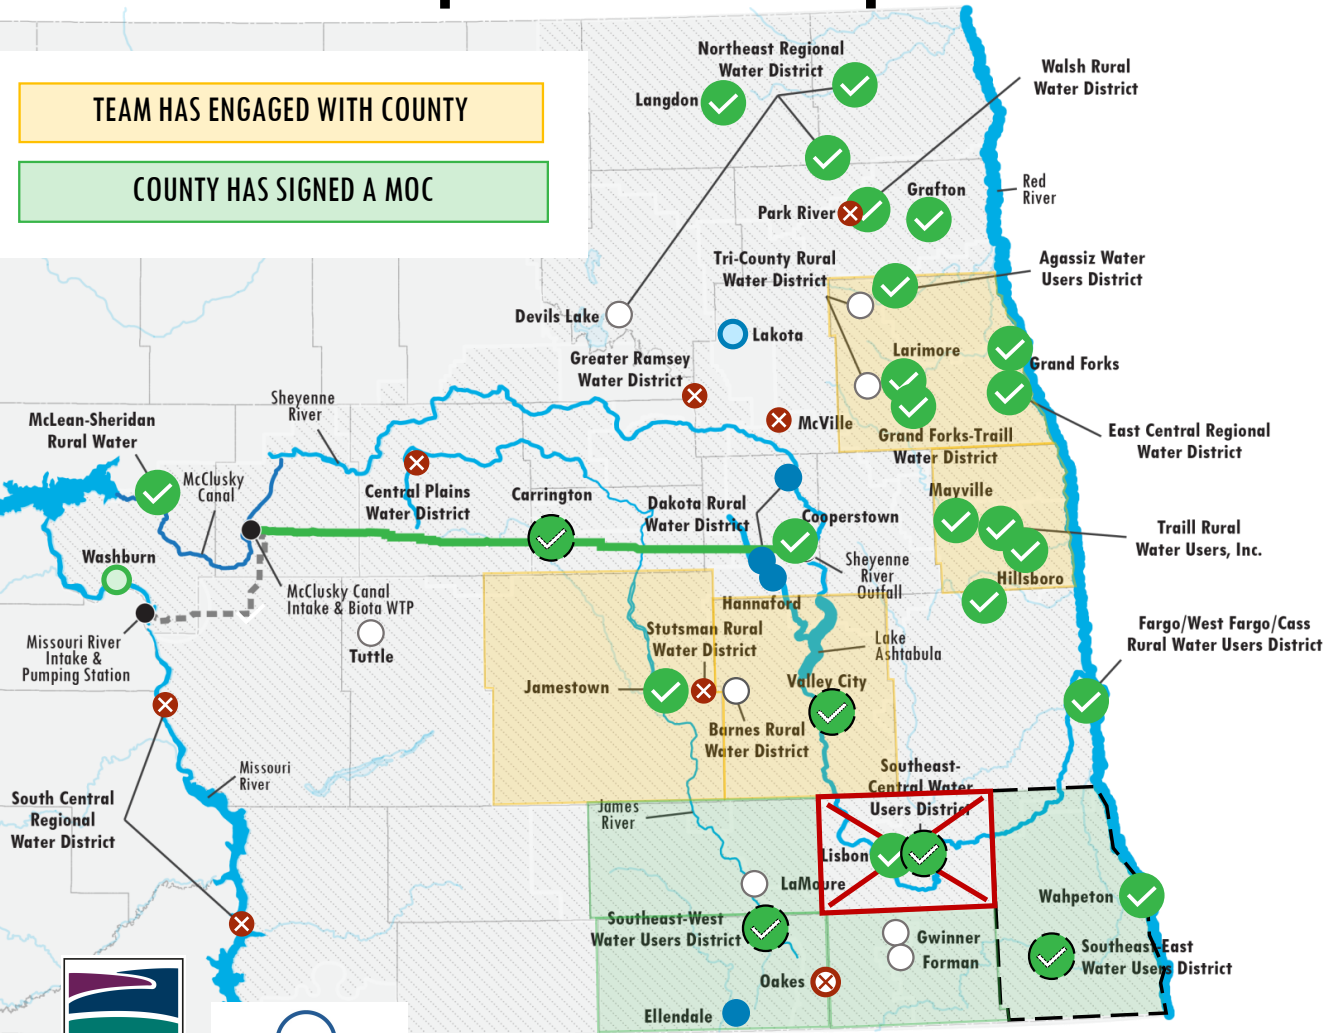 TEAM HAS ENGAGED WITH COUNTY
COUNTY HAS SIGNED A MOC
Northeast Regional
Water District
Langdon
Walsh Rural
Water District
Red
River
Grafton
Park River
Tri-County Rural
Water District
Agassiz Water
Users District
Devils Lake
Lakota
Larimore
Grand Forks
Greater Ramsey
Water District
McVille
Grand Forks-Traill
Water District
East Central Regional
Water District
Sheyenne
River
McLean-Sheridan
Rural Water
McClusky
Canal
Central Plains
Water District
Carrington
Dakota Rural
Water District
Cooperstown
Mayville
Traill Rural
Water Users, Inc.
Hillsboro
Washburn
McClusky Canal
Intake & Biota WTP
Sheyenne
River
Outfall
Hannaford
Missouri River
Intake &
Pumping Station
Tuttle
Stutsman Rural
Water District
Lake
Ashtabula
Fargo/West Fargo/Cass
Rural Water Users District
Jamestown
Valley City
Barnes Rural
Water District
Missouri
River
South Central
Regional
Water District
James
River
Southeast-
Central Water
Users District
Lisbon
LaMoure
Wahpeton
Southeast-West
Water Users District
Gwinner
Forman
Southeast-East
Water Users District
Oakes
Ellendale